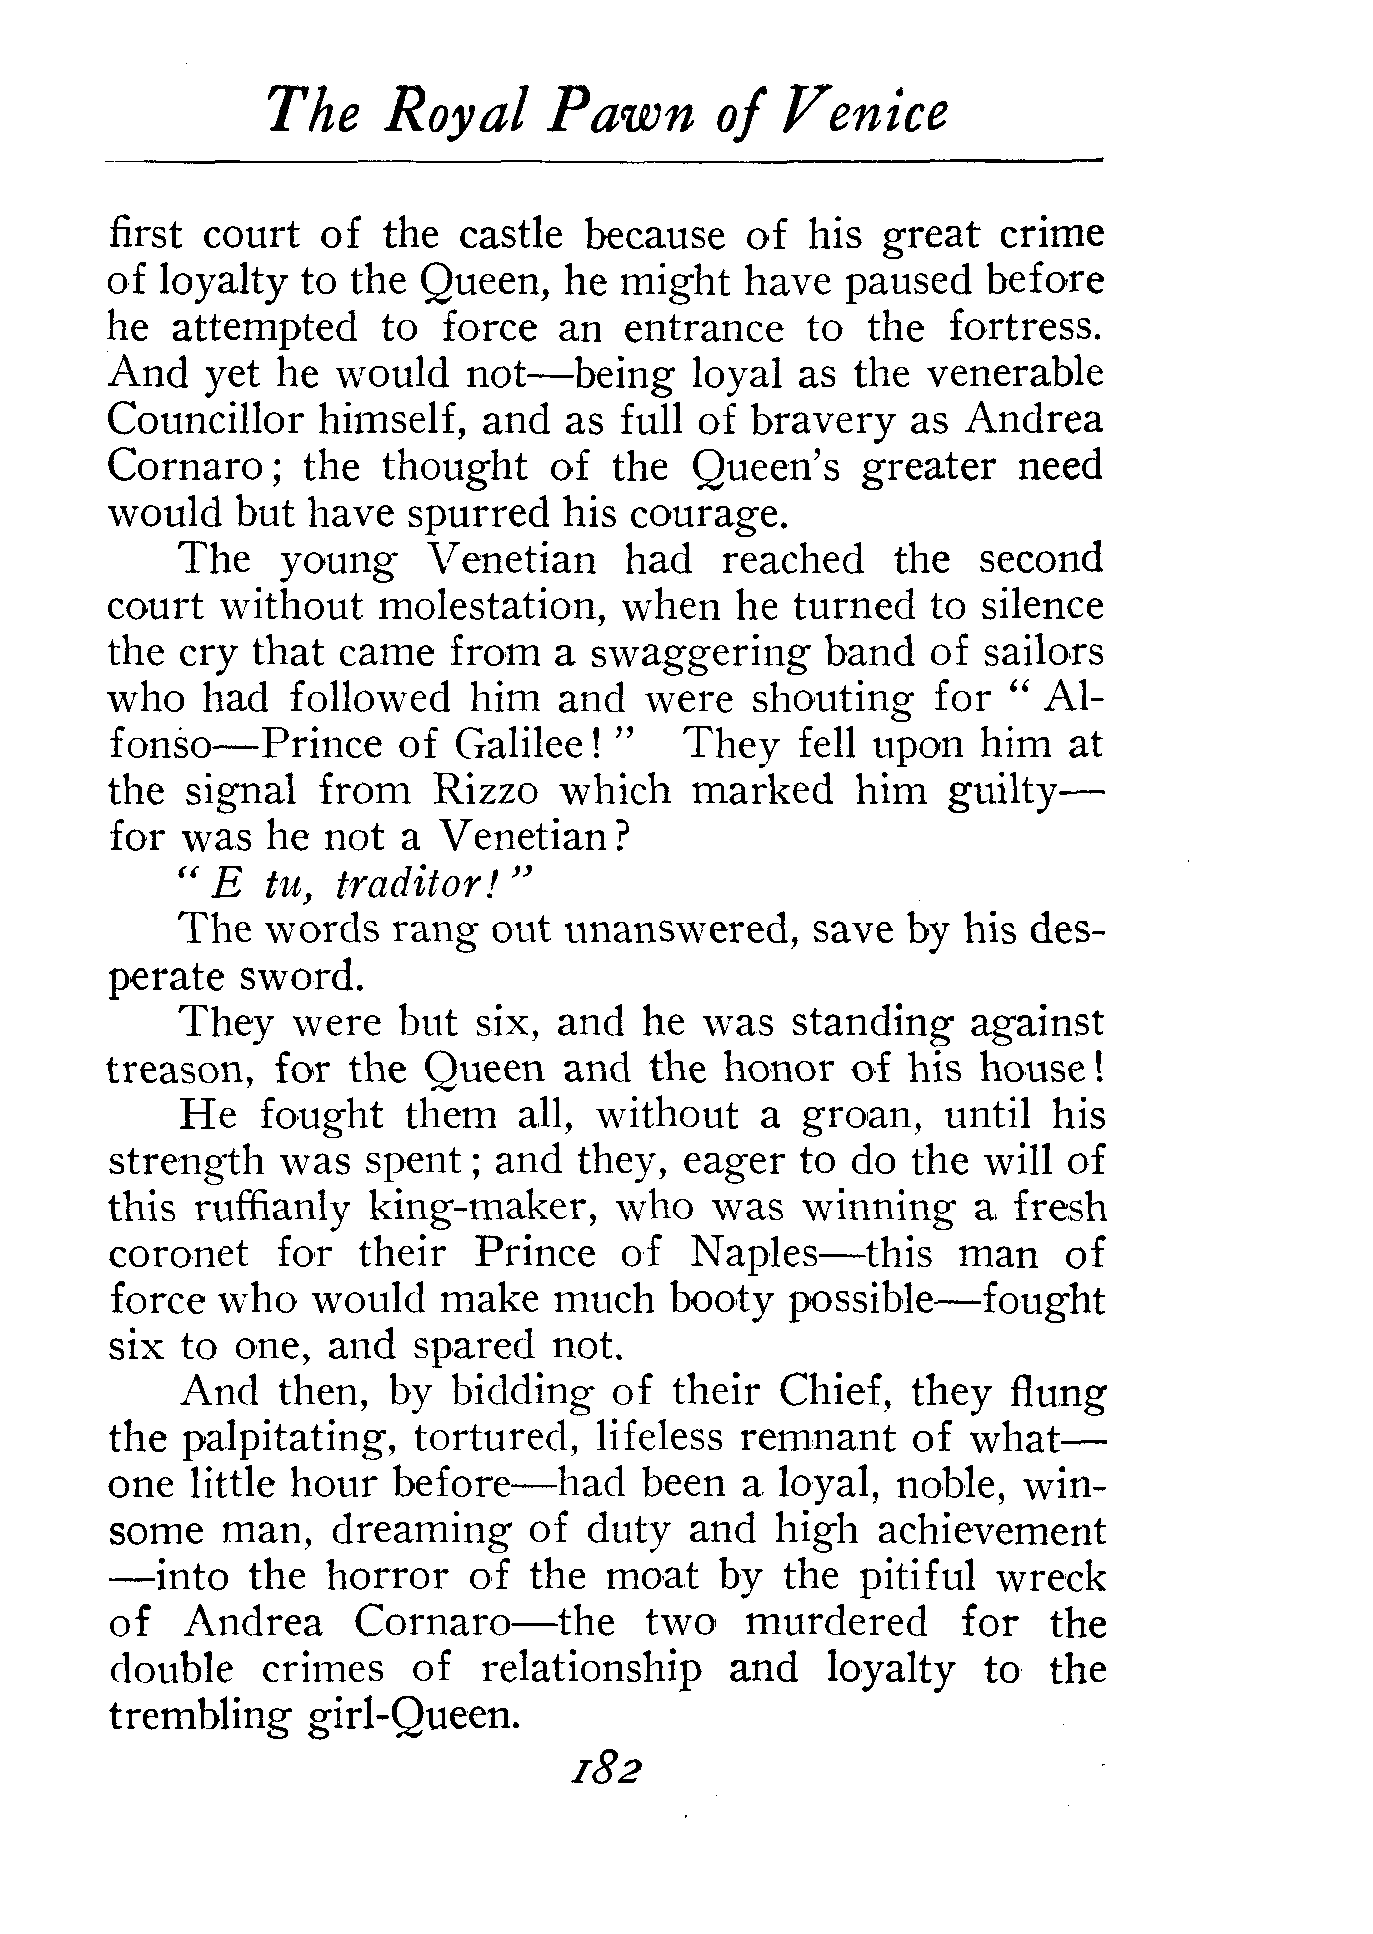 The Royal Pawn of Venice
first court of the castle because of his great crime
of loyalty to the Queen, he might have paused before
he attempted to force an entrance to the fortress.
And yet he would not—being loyal as the venerable
Councillor himself, and as full of bravery as Andrea
Cornaro; the thought of the Queen's greater need
would but have spurred his courage.
The young Venetian had reached the second
court without molestation, when he turned to silence
the cry that came from a swaggering band of sailors
who had followed him and were shouting for " Al-
fonso—Prince of Galilee! " They fell upon him at
the signal from Rizzo which marked him guilty—
for was he not a Venetian?
" E tu, traditor! "
The words rang out unanswered, save by his des-
perate sword.
They were but six, and he was standing against
treason, for the Queen and the honor of his house!
He fought them all, without a groan, until his
strength was spent; and they, eager to do the will of
this ruffianly king-maker, who was winning a fresh
coronet for their Prince of Naples—this man of
force who would make much booty possible—fought
six to one, and spared not.
And then, by bidding of their Chief, they flung
the palpitating, tortured, lifeless remnant of what—
one little hour before—had been a loyal, noble, win-
some man, dreaming of duty and high achievement
—into the horror of the moat by the pitiful wreck
of Andrea Cornaro—the two murdered for the
double crimes of relationship and loyalty to the
trembling girl-Queen.
182